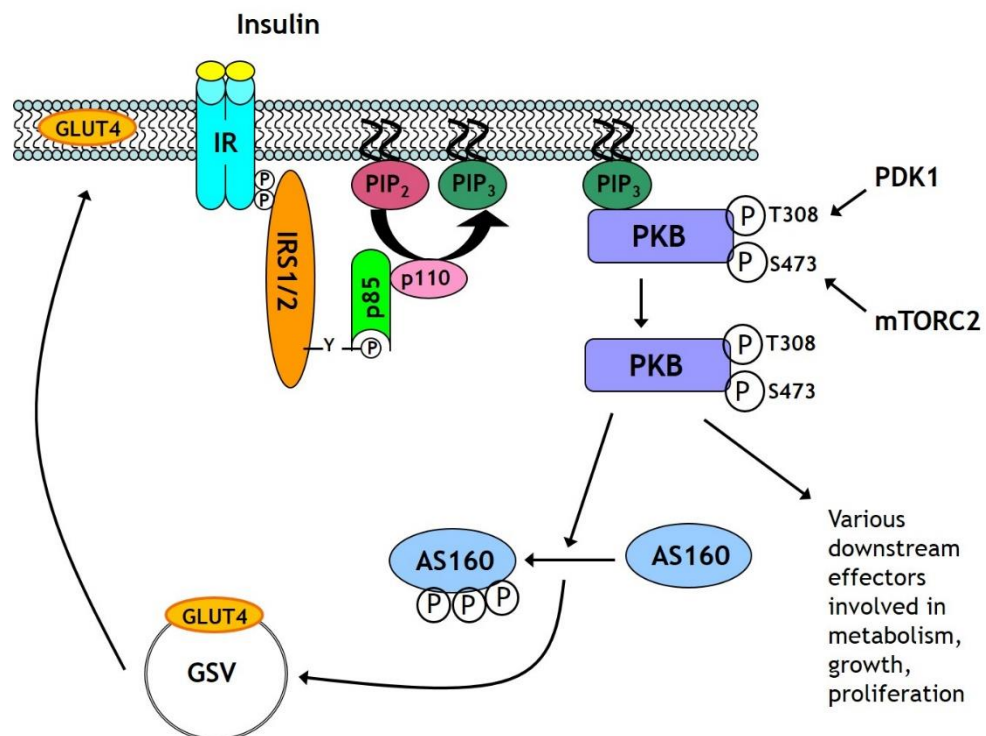 Insulin
GLUT4
IR
P
P
IRS1/2
PIP₂
PIP₃
PIP₃
p85
p110
Y
P
PKB
P T308
P S473
PDK1
mTORC2
PKB
P T308
P S473
AS160
P P P
AS160
Various
downstream
effectors
involved in
metabolism,
growth,
proliferation
GLUT4
GSV